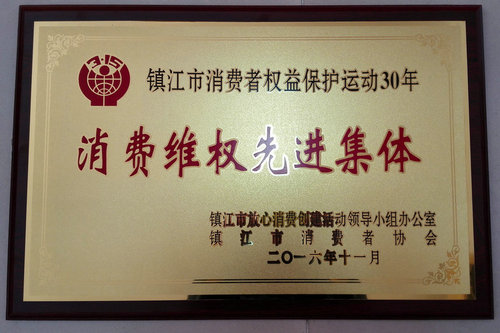 3·15
镇江市消费者权益保护运动30年
消费维权先进集体
镇江市放心消费创建活动领导小组办公室
镇江市消费者协会
二〇一六年十一月